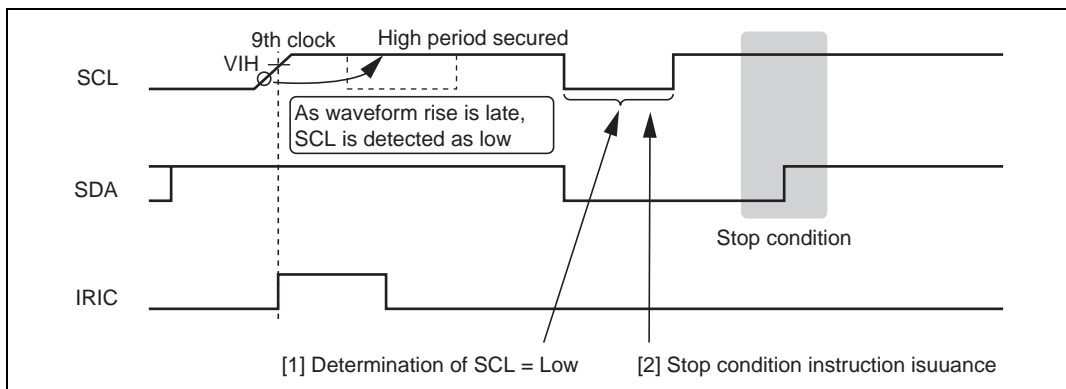 9th clock
High period secured
VIH
SCL
As waveform rise is late,
SCL is detected as low
SDA
Stop condition
IRIC
[1] Determination of SCL = Low
[2] Stop condition instruction isuuance